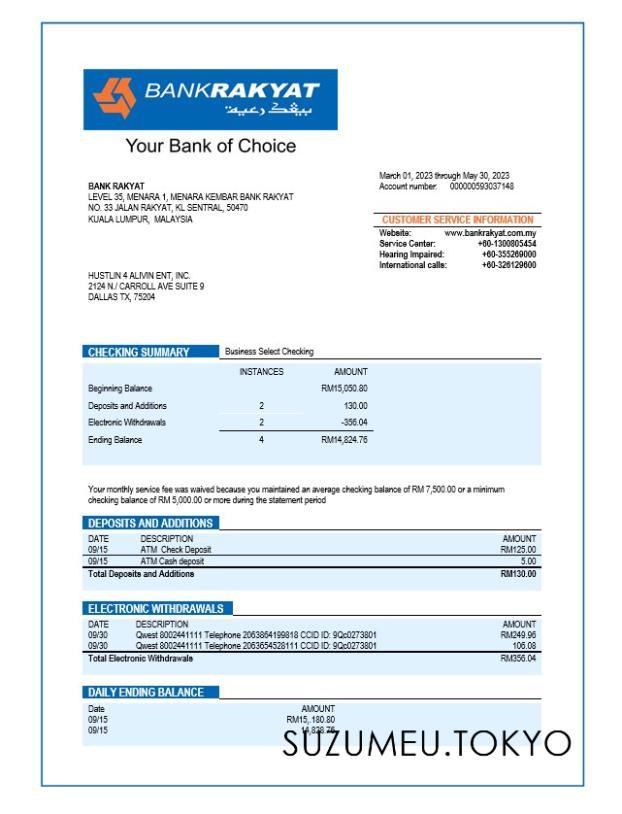 BANKRAKYAT
بيڠک رعية
Your Bank of Choice
March 01, 2023 through May 30, 2023
Account number: 000000593037148
BANK RAKYAT
LEVEL 35, MENARA 1, MENARA KEMBAR BANK RAKYAT
NO. 33 JALAN RAKYAT, KL SENTRAL, 50470
KUALA LUMPUR, MALAYSIA
CUSTOMER SERVICE INFORMATION
Website: www.bankrakyat.com.my
Service Center: +60-1300805454
Hearing Impaired: +60-355269000
International calls: +60-326129600
HUSTLIN 4 ALIVIN ENT, INC.
2124 N./ CARROLL AVE SUITE 9
DALLAS TX, 75204
CHECKING SUMMARY Business Select Checking
INSTANCES AMOUNT
Beginning Balance RM15,050.80
Deposits and Additions 2 130.00
Electronic Withdrawals 2 -356.04
Ending Balance 4 RM14,824.76
Your monthly service fee was waived because you maintained an average checking balance of RM 7,500.00 or a minimum
checking balance of RM 5,000.00 or more during the statement period
DEPOSITS AND ADDITIONS
DATE DESCRIPTION AMOUNT
09/15 ATM Check Deposit RM125.00
09/15 ATM Cash deposit 5.00
Total Deposits and Additions RM130.00
ELECTRONIC WITHDRAWALS
DATE DESCRIPTION AMOUNT
09/30 Qwest 8002441111 Telephone 2063864199818 CCID ID: 9Qc0273801 RM249.96
09/30 Qwest 8002441111 Telephone 2063654528111 CCID ID: 9Qc0273801 106.08
Total Electronic Withdrawals RM356.04
DAILY ENDING BALANCE
Date AMOUNT
09/15 RM15,.180.80
09/15
SUZUMEU.TOKYO